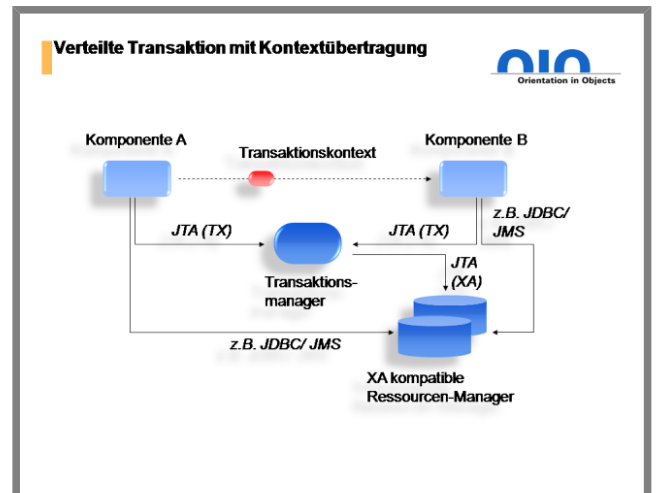 Verteilte Transaktion mit Kontextübertragung
Orientation in Objects
Komponente A
Transaktionskontext
Komponente B
z.B. JDBC/
JMS
JTA (TX)
JTA (TX)
JTA
(XA)
Transaktions-
manager
z.B. JDBC/ JMS
XA kompatible
Ressourcen-Manager